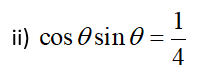 ii) cos θ sin θ = 1/4